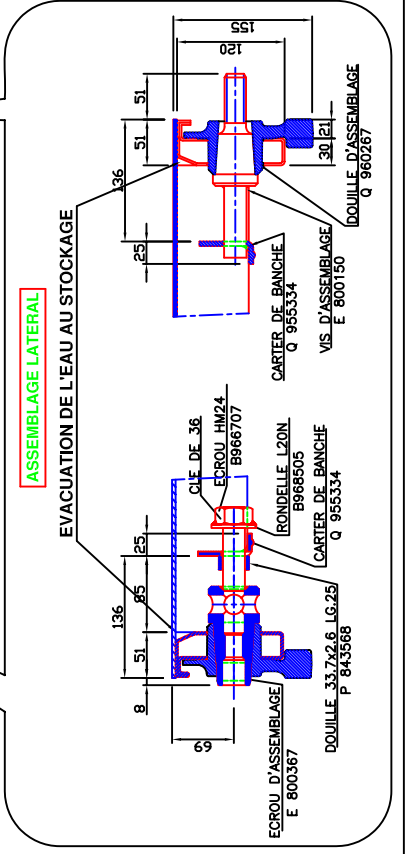 ASSEMBLAGE LATERAL
EVACUATION DE L'EAU AU STOCKAGE
136
8
51
85
25
69
CLE DE 36
ECROU HM24
B966707
RONDELLE L20N
B968505
CARTER DE BANCHE
Q 955334
DOUILLE 33.7x2.6 LG.25
P 843568
ECROU D'ASSEMBLAGE
E 800367
136
25
51
51
155
120
30
21
CARTER DE BANCHE
Q 955334
VIS D'ASSEMBLAGE
E 800150
DOUILLE D'ASSEMBLAGE
Q 960267